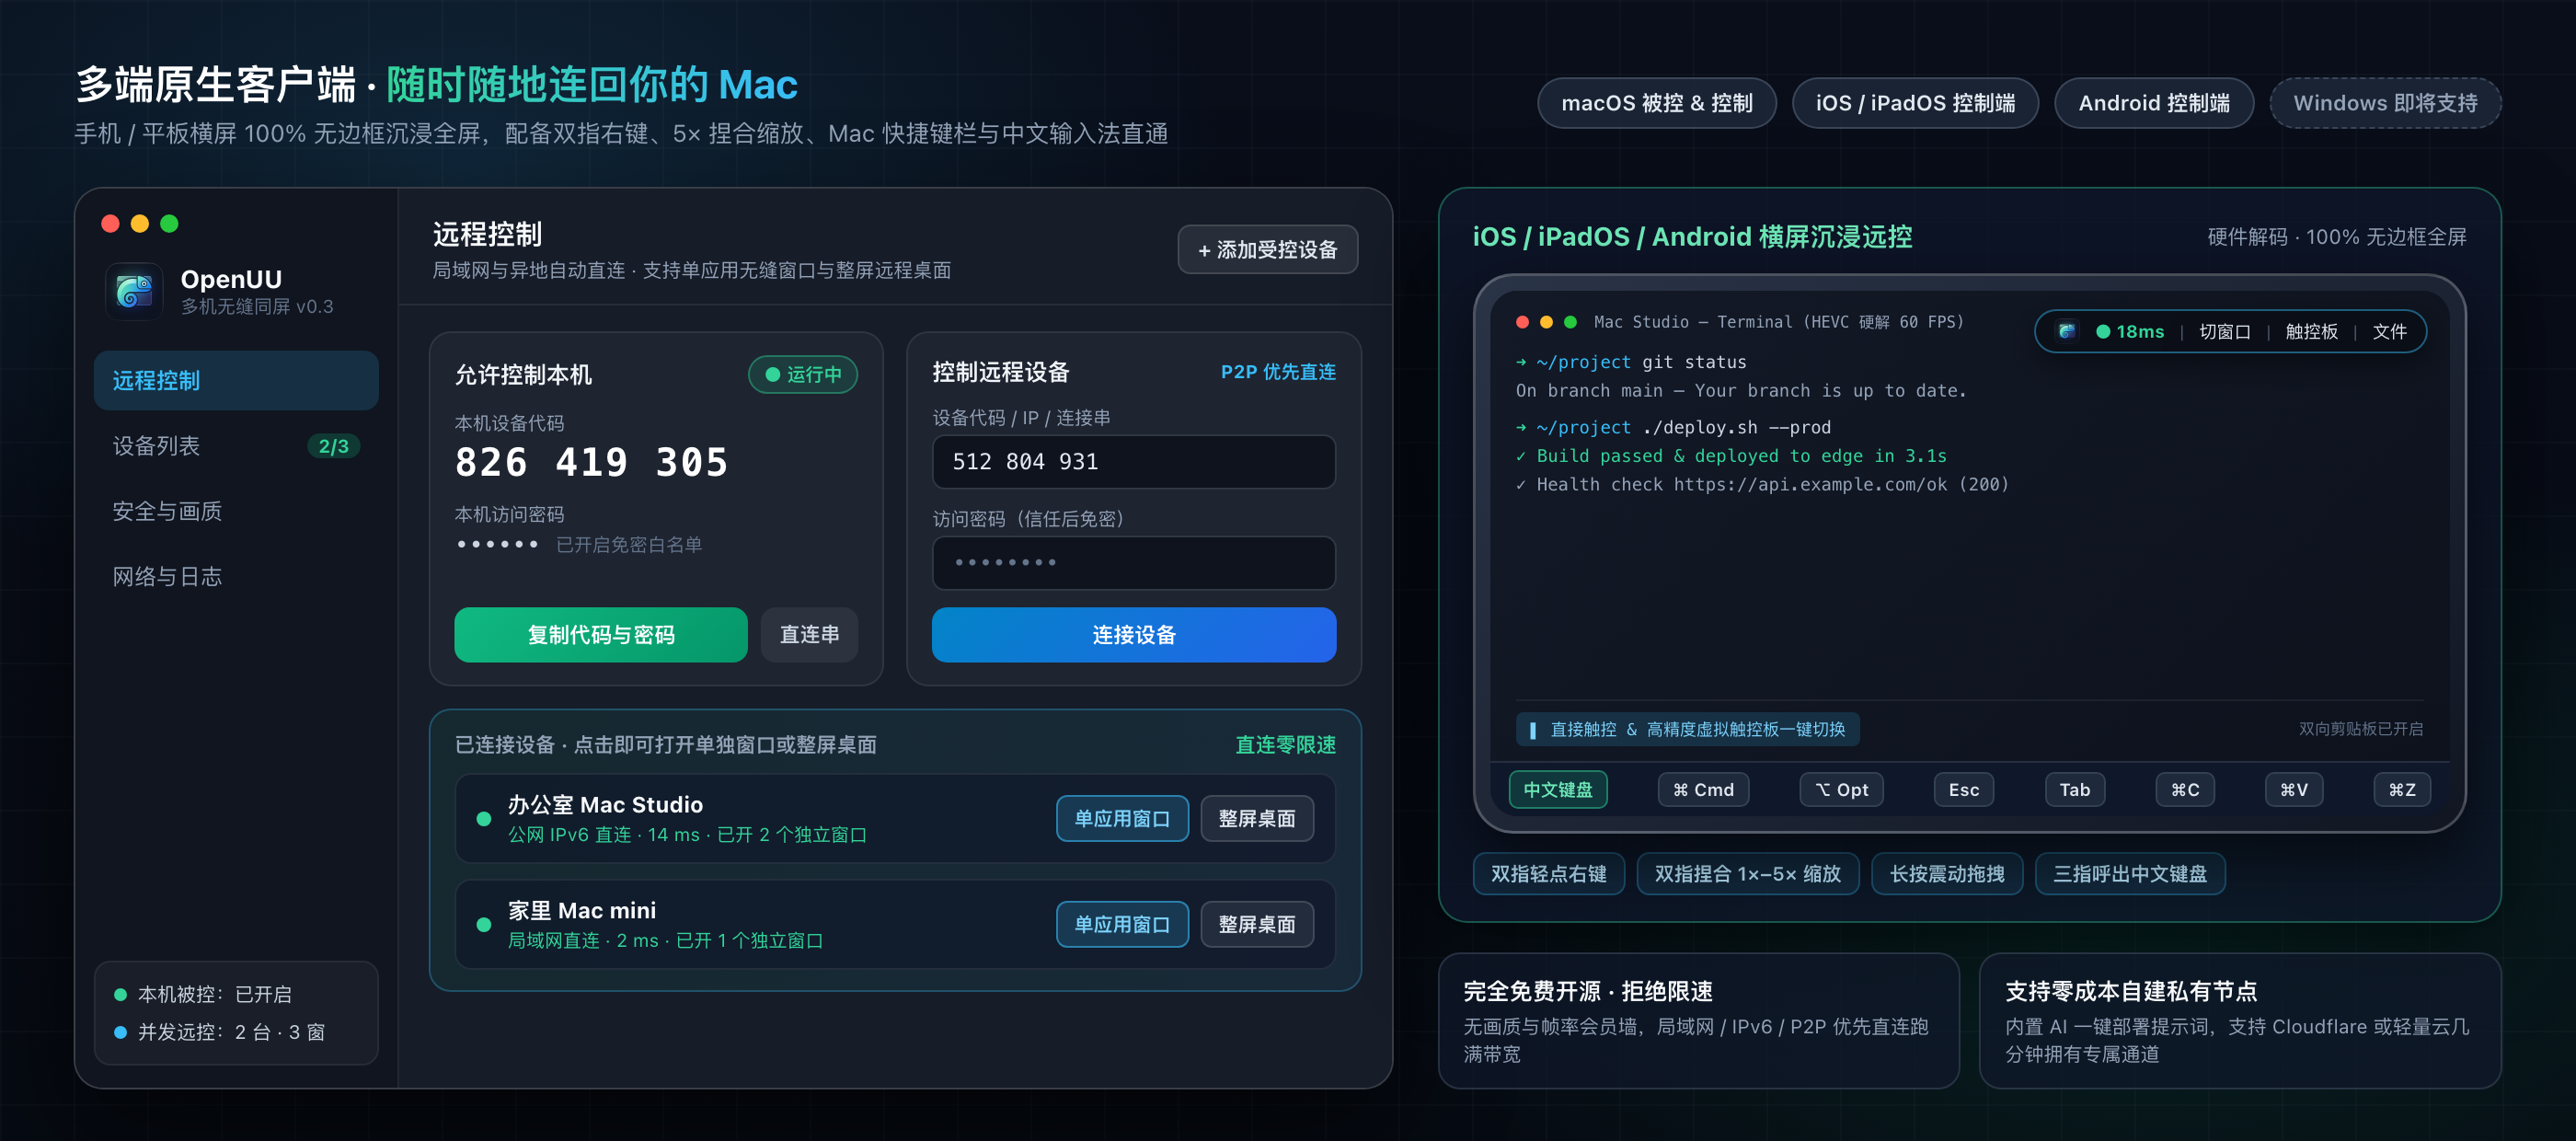 多端原生客户端 · 随时随地连回你的 Mac
手机 / 平板横屏 100% 无边框沉浸全屏，配备双指右键、5× 捏合缩放、Mac 快捷键栏与中文输入法直通
macOS 被控 & 控制
iOS / iPadOS 控制端
Android 控制端
Windows 即将支持
OpenUU
多机无缝同屏 v0.3
远程控制
设备列表
2/3
安全与画质
网络与日志
本机被控：已开启
并发远控：2 台 · 3 窗
远程控制
局域网与异地自动直连 · 支持单应用无缝窗口与整屏远程桌面
+ 添加受控设备
允许控制本机
运行中
本机设备代码
826 419 305
本机访问密码
•••••• 已开启免密白名单
复制代码与密码
直连串
控制远程设备
P2P 优先直连
设备代码 / IP / 连接串
512 804 931
访问密码（信任后免密）
••••••••
连接设备
已连接设备 · 点击即可打开单独窗口或整屏桌面
直连零限速
办公室 Mac Studio
公网 IPv6 直连 · 14 ms · 已开 2 个独立窗口
单应用窗口
整屏桌面
家里 Mac mini
局域网直连 · 2 ms · 已开 1 个独立窗口
单应用窗口
整屏桌面
iOS / iPadOS / Android 横屏沉浸远控
硬件解码 · 100% 无边框全屏
Mac Studio — Terminal (HEVC 硬解 60 FPS)
18ms | 切窗口 | 触控板 | 文件
➜ ~/project git status
On branch main — Your branch is up to date.
➜ ~/project ./deploy.sh --prod
✓ Build passed & deployed to edge in 3.1s
✓ Health check https://api.example.com/ok (200)
▌ 直接触控 & 高精度虚拟触控板一键切换
双向剪贴板已开启
中文键盘
⌘ Cmd
⌥ Opt
Esc
Tab
⌘C
⌘V
⌘Z
双指轻点右键
双指捏合 1×–5× 缩放
长按震动拖拽
三指呼出中文键盘
完全免费开源 · 拒绝限速
无画质与帧率会员墙，局域网 / IPv6 / P2P 优先直连跑
满带宽
支持零成本自建私有节点
内置 AI 一键部署提示词，支持 Cloudflare 或轻量云几
分钟拥有专属通道